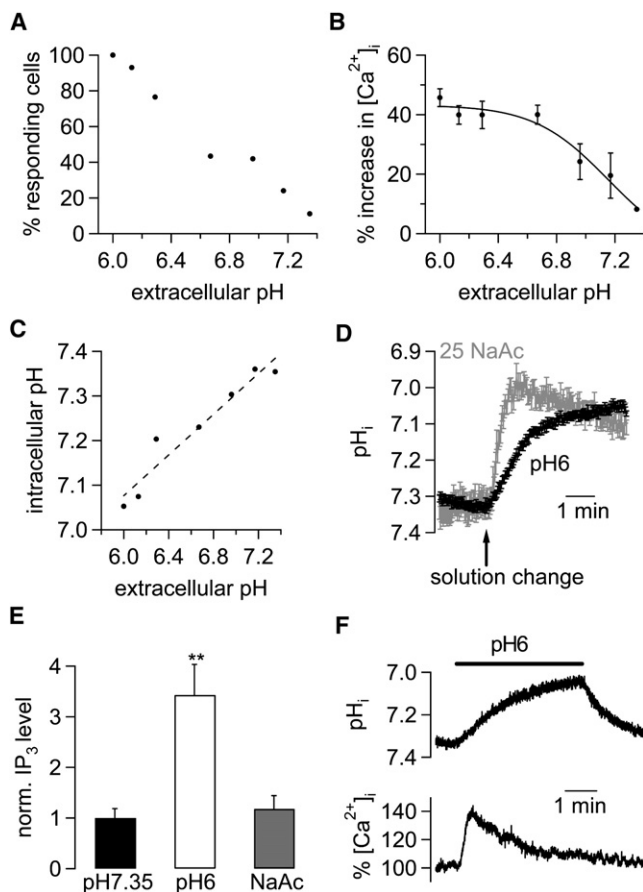 A
% responding cells
100
80
60
40
20
0
6.0 6.4 6.8 7.2
extracellular pH
B
% increase in [Ca2+]i
60
40
20
0
6.0 6.4 6.8 7.2
extracellular pH
C
intracellular pH
7.4
7.3
7.2
7.1
7.0
6.0 6.4 6.8 7.2
extracellular pH
D
pHi
6.9
7.0
7.1
7.2
7.3
7.4
25 NaAc
pH6
1 min
solution change
E
norm. IP3 level
4
3
2
1
0
**
pH7.35 pH6 NaAc
F
pH6
pHi
7.0
7.2
7.4
1 min
% [Ca2+]i
140
120
100